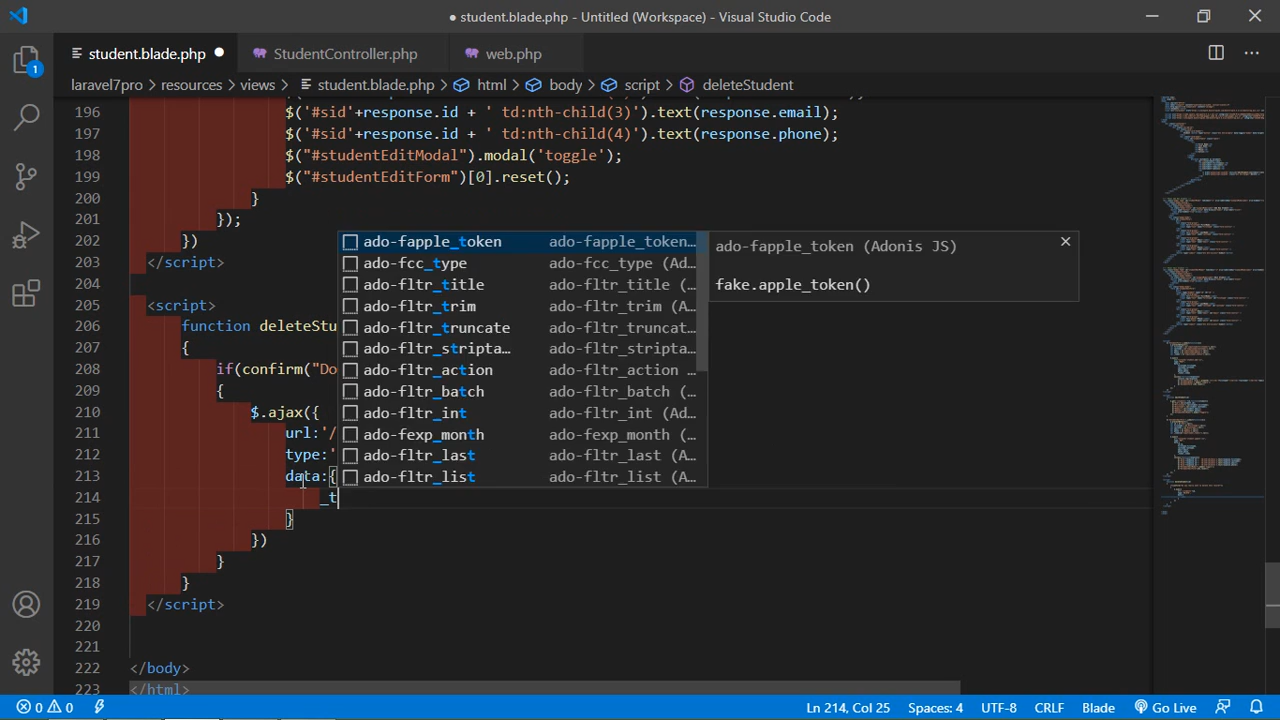 student.blade.php - Untitled (Workspace) - Visual Studio Code
student.blade.php StudentController.php web.php
laravel7pro > resources > views > student.blade.php > html > body > script > deleteStudent
196 $('#sid'+response.id + ' td:nth-child(3)').text(response.email);
197 $('#sid'+response.id + ' td:nth-child(4)').text(response.phone);
198 $("#studentEditModal").modal('toggle');
199 $("#studentEditForm")[0].reset();
200 }
201 });
202 })
203 </script>
204
205 <script>
206 function deleteStu
207 {
208 if(confirm("Do
209 {
210 $.ajax({
211 url:'/
212 type:'
213 data:{
214 _t
215 }
216 })
217 }
218 }
219 </script>
220
221
222 </body>
223 </html>
ado-fapple_token ado-fapple_token...
ado-fcc_type ado-fcc_type (Ad...
ado-fltr_title ado-fltr_title (...
ado-fltr_trim ado-fltr_trim (A...
ado-fltr_truncate ado-fltr_truncat...
ado-fltr_stripta... ado-fltr_stripta...
ado-fltr_action ado-fltr_action ...
ado-fltr_batch ado-fltr_batch (...
ado-fltr_int ado-fltr_int (Ad...
ado-fexp_month ado-fexp_month (...
ado-fltr_last ado-fltr_last (A...
ado-fltr_list ado-fltr_list (A...
ado-fapple_token (Adonis JS)
fake.apple_token()
1
0 0 Ln 214, Col 25 Spaces: 4 UTF-8 CRLF Blade Go Live